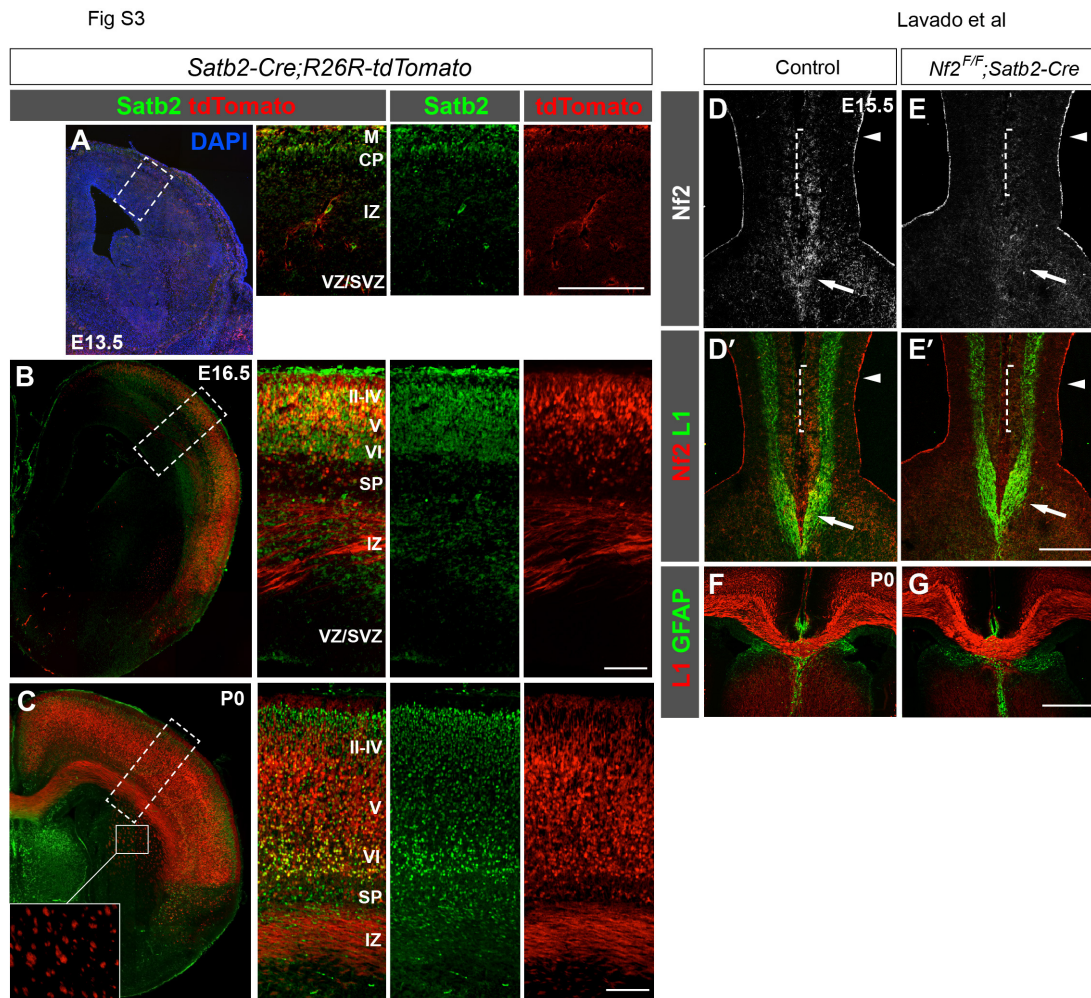 Fig S3
Lavado et al
Satb2-Cre;R26R-tdTomato
Satb2 tdTomato
Satb2
tdTomato
A
DAPI
E13.5
M
CP
IZ
VZ/SVZ
B
E16.5
II-IV
V
VI
SP
IZ
VZ/SVZ
C
P0
II-IV
V
VI
SP
IZ
Control
Nf2F/F;Satb2-Cre
Nf2
D
E15.5
E
Nf2 L1
D′
E′
L1 GFAP
F
P0
G